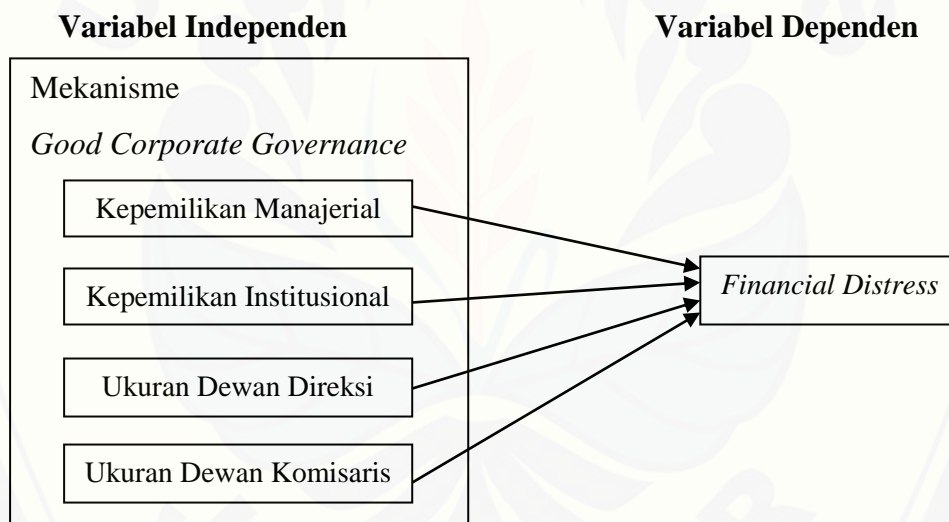 Variabel Independen
Variabel Dependen
Mekanisme
Good Corporate Governance
Kepemilikan Manajerial
Kepemilikan Institusional
Financial Distress
Ukuran Dewan Direksi
Ukuran Dewan Komisaris